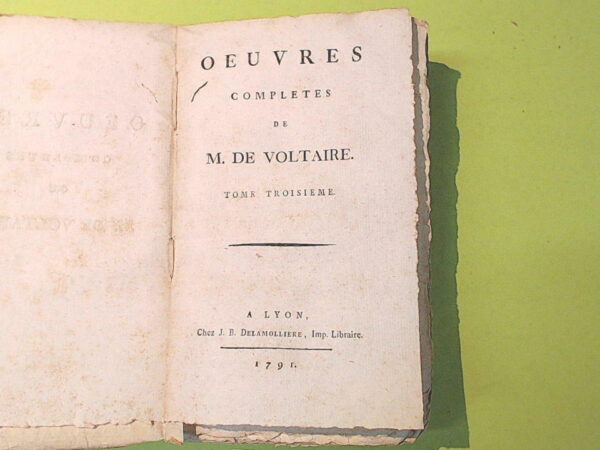 OEUVRES
COMPLETES
DE
M. DE VOLTAIRE.
TOME TROISIEME.
A LYON,
Chez J. B. DELAMOLLIERE, Imp. Libraire.
1791.